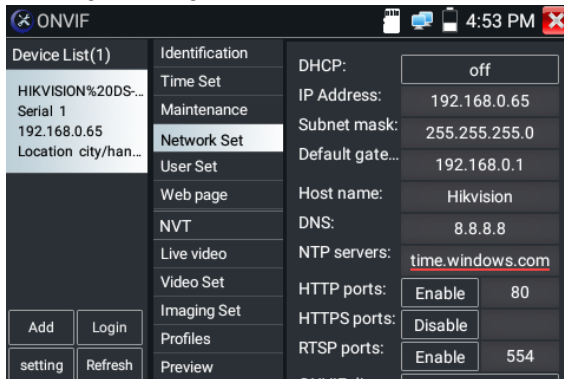 ONVIF
4:53 PM
Device List(1)
HIKVISION%20DS-...
Serial 1
192.168.0.65
Location city/han...
Add
Login
setting
Refresh
Identification
Time Set
Maintenance
Network Set
User Set
Web page
NVT
Live video
Video Set
Imaging Set
Profiles
Preview
DHCP: off
IP Address: 192.168.0.65
Subnet mask: 255.255.255.0
Default gate... 192.168.0.1
Host name: Hikvision
DNS: 8.8.8.8
NTP servers: time.windows.com
HTTP ports: Enable 80
HTTPS ports: Disable
RTSP ports: Enable 554